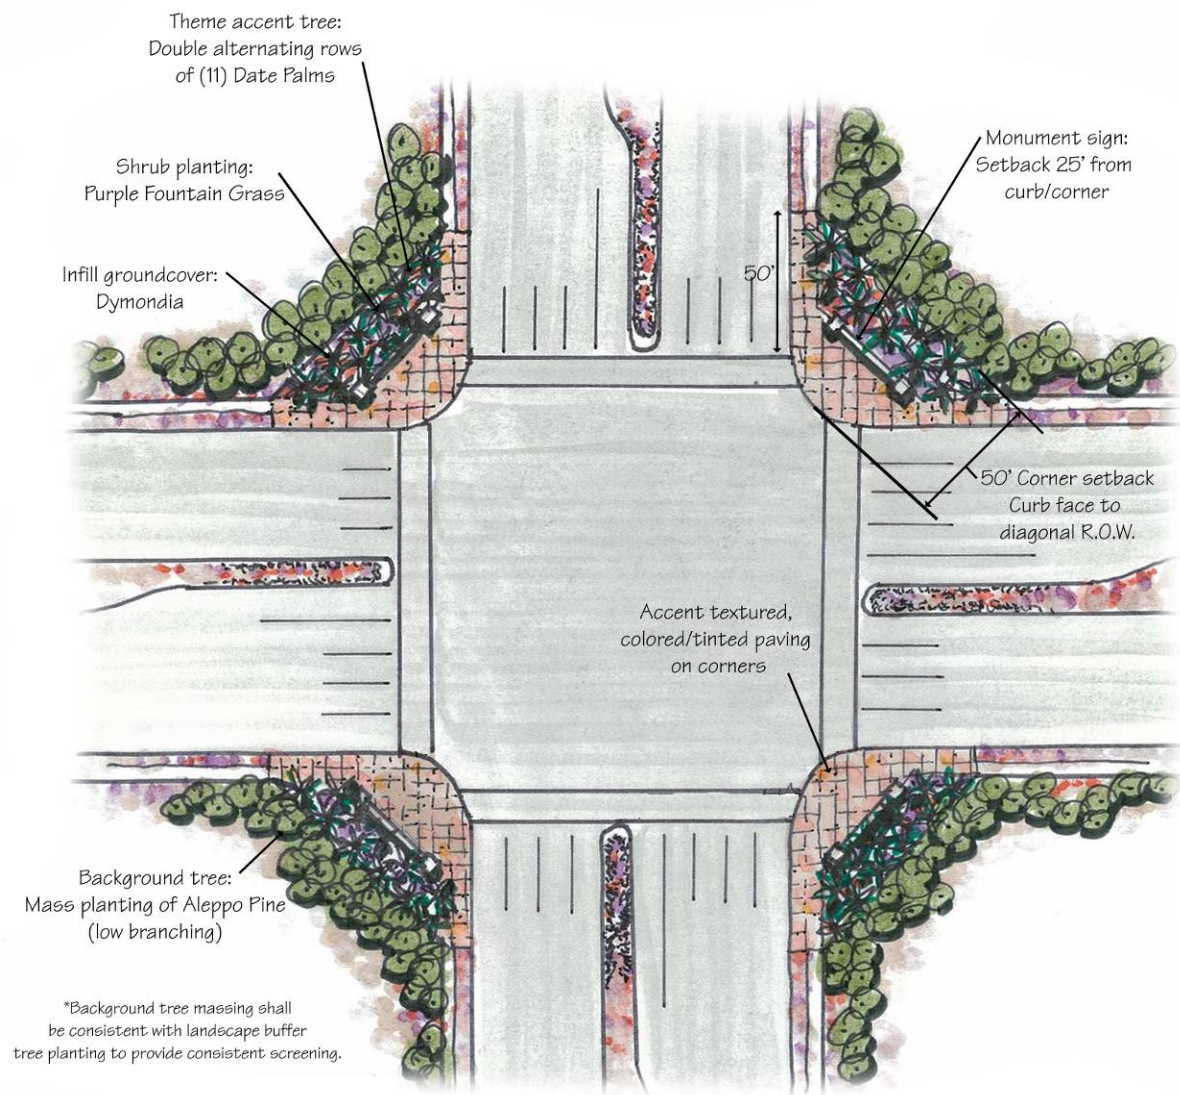 Theme accent tree:
Double alternating rows
of (11) Date Palms
Shrub planting:
Purple Fountain Grass
Infill groundcover:
Dymondia
Monument sign:
Setback 25' from
curb/corner
50'
50' Corner setback
Curb face to
diagonal R.O.W.
Accent textured,
colored/tinted paving
on corners
Background tree:
Mass planting of Aleppo Pine
(low branching)
*Background tree massing shall
be consistent with landscape buffer
tree planting to provide consistent screening.